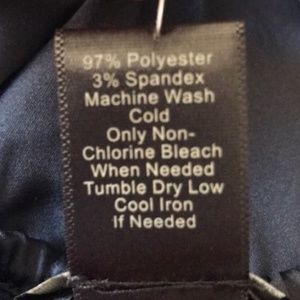 97% Polyester
3% Spandex
Machine Wash
Cold
Only Non-
Chlorine Bleach
When Needed
Tumble Dry Low
Cool Iron
If Needed